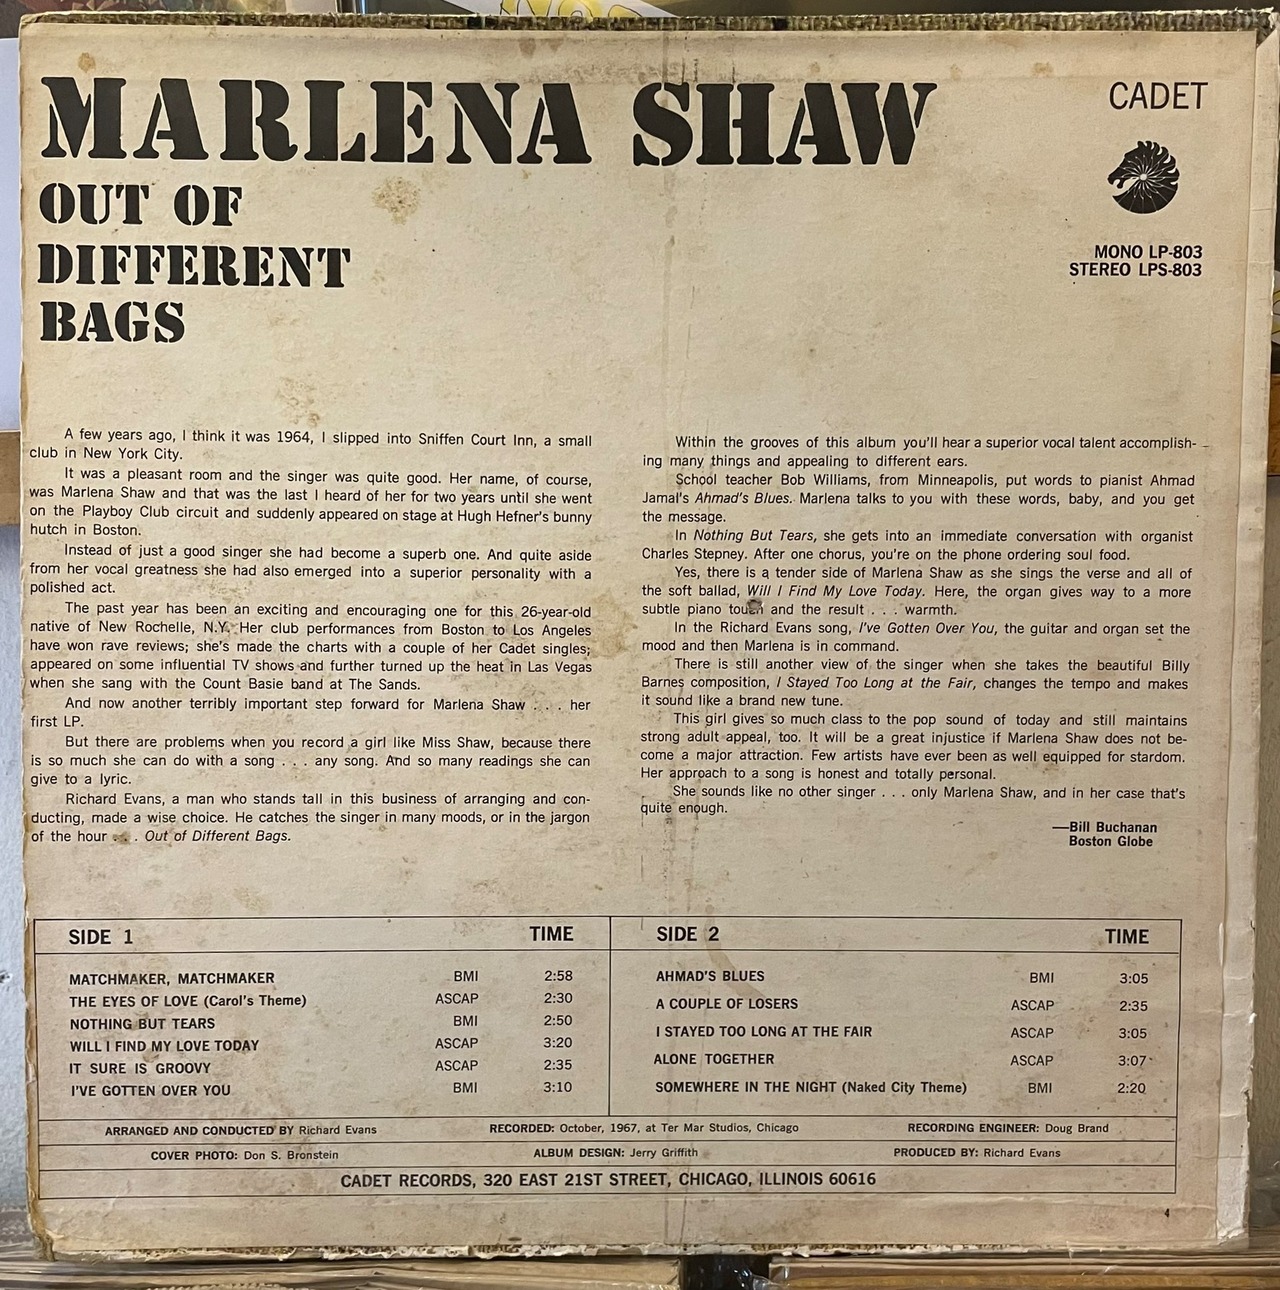 MARLENA SHAW
OUT OF
DIFFERENT
BAGS
CADET
MONO LP-803
STEREO LPS-803
A few years ago, I think it was 1964, I slipped into Sniffen Court Inn, a small
club in New York City.
It was a pleasant room and the singer was quite good. Her name, of course,
was Marlena Shaw and that was the last I heard of her for two years until she went
on the Playboy Club circuit and suddenly appeared on stage at Hugh Hefner's bunny
hutch in Boston.
Instead of just a good singer she had become a superb one. And quite aside
from her vocal greatness she had also emerged into a superior personality with a
polished act.
The past year has been an exciting and encouraging one for this 26-year-old
native of New Rochelle, N.Y. Her club performances from Boston to Los Angeles
have won rave reviews; she's made the charts with a couple of her Cadet singles;
appeared on some influential TV shows and further turned up the heat in Las Vegas
when she sang with the Count Basie band at The Sands.
And now another terribly important step forward for Marlena Shaw . . . her
first LP.
But there are problems when you record a girl like Miss Shaw, because there
is so much she can do with a song . . . any song. And so many readings she can
give to a lyric.
Richard Evans, a man who stands tall in this business of arranging and con-
ducting, made a wise choice. He catches the singer in many moods, or in the jargon
of the hour . . . Out of Different Bags.
Within the grooves of this album you'll hear a superior vocal talent accomplish-
ing many things and appealing to different ears.
School teacher Bob Williams, from Minneapolis, put words to pianist Ahmad
Jamal's Ahmad's Blues. Marlena talks to you with these words, baby, and you get
the message.
In Nothing But Tears, she gets into an immediate conversation with organist
Charles Stepney. After one chorus, you're on the phone ordering soul food.
Yes, there is a tender side of Marlena Shaw as she sings the verse and all of
the soft ballad, Will I Find My Love Today. Here, the organ gives way to a more
subtle piano touch and the result . . . warmth.
In the Richard Evans song, I've Gotten Over You, the guitar and organ set the
mood and then Marlena is in command.
There is still another view of the singer when she takes the beautiful Billy
Barnes composition, I Stayed Too Long at the Fair, changes the tempo and makes
it sound like a brand new tune.
This girl gives so much class to the pop sound of today and still maintains
strong adult appeal, too. It will be a great injustice if Marlena Shaw does not be-
come a major attraction. Few artists have ever been as well equipped for stardom.
Her approach to a song is honest and totally personal.
She sounds like no other singer . . . only Marlena Shaw, and in her case that's
quite enough.
—Bill Buchanan
Boston Globe
SIDE 1 TIME
MATCHMAKER, MATCHMAKER BMI 2:58
THE EYES OF LOVE (Carol's Theme) ASCAP 2:30
NOTHING BUT TEARS BMI 2:50
WILL I FIND MY LOVE TODAY ASCAP 3:20
IT SURE IS GROOVY ASCAP 2:35
I'VE GOTTEN OVER YOU BMI 3:10
SIDE 2 TIME
AHMAD'S BLUES BMI 3:05
A COUPLE OF LOSERS ASCAP 2:35
I STAYED TOO LONG AT THE FAIR ASCAP 3:05
ALONE TOGETHER ASCAP 3:07
SOMEWHERE IN THE NIGHT (Naked City Theme) BMI 2:20
ARRANGED AND CONDUCTED BY Richard Evans RECORDED: October, 1967, at Ter Mar Studios, Chicago RECORDING ENGINEER: Doug Brand
COVER PHOTO: Don S. Bronstein ALBUM DESIGN: Jerry Griffith PRODUCED BY: Richard Evans
CADET RECORDS, 320 EAST 21ST STREET, CHICAGO, ILLINOIS 60616
4